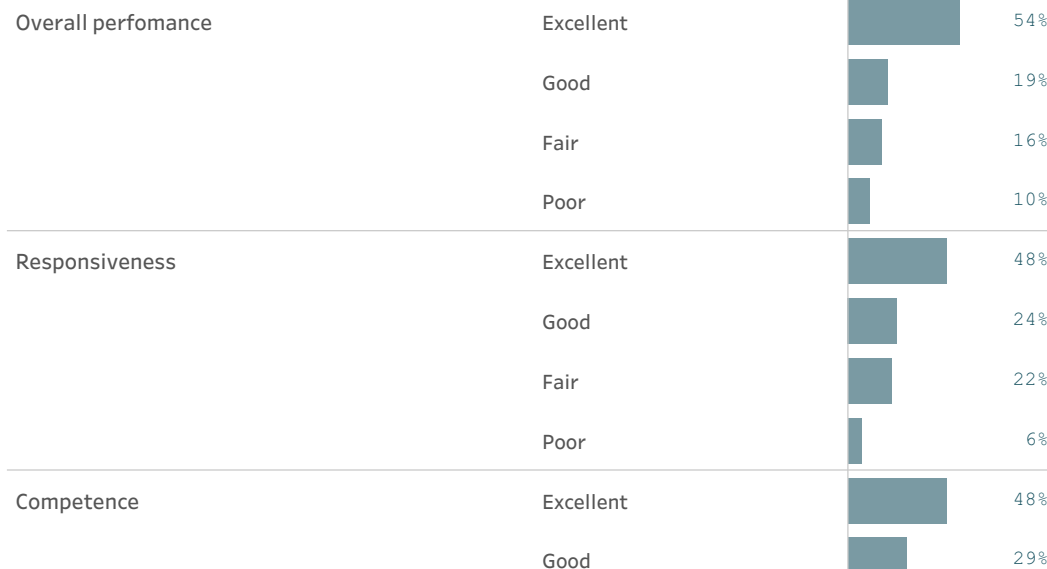 Overall perfomance Excellent 54%
Good 19%
Fair 16%
Poor 10%
Responsiveness Excellent 48%
Good 24%
Fair 22%
Poor 6%
Competence Excellent 48%
Good 29%